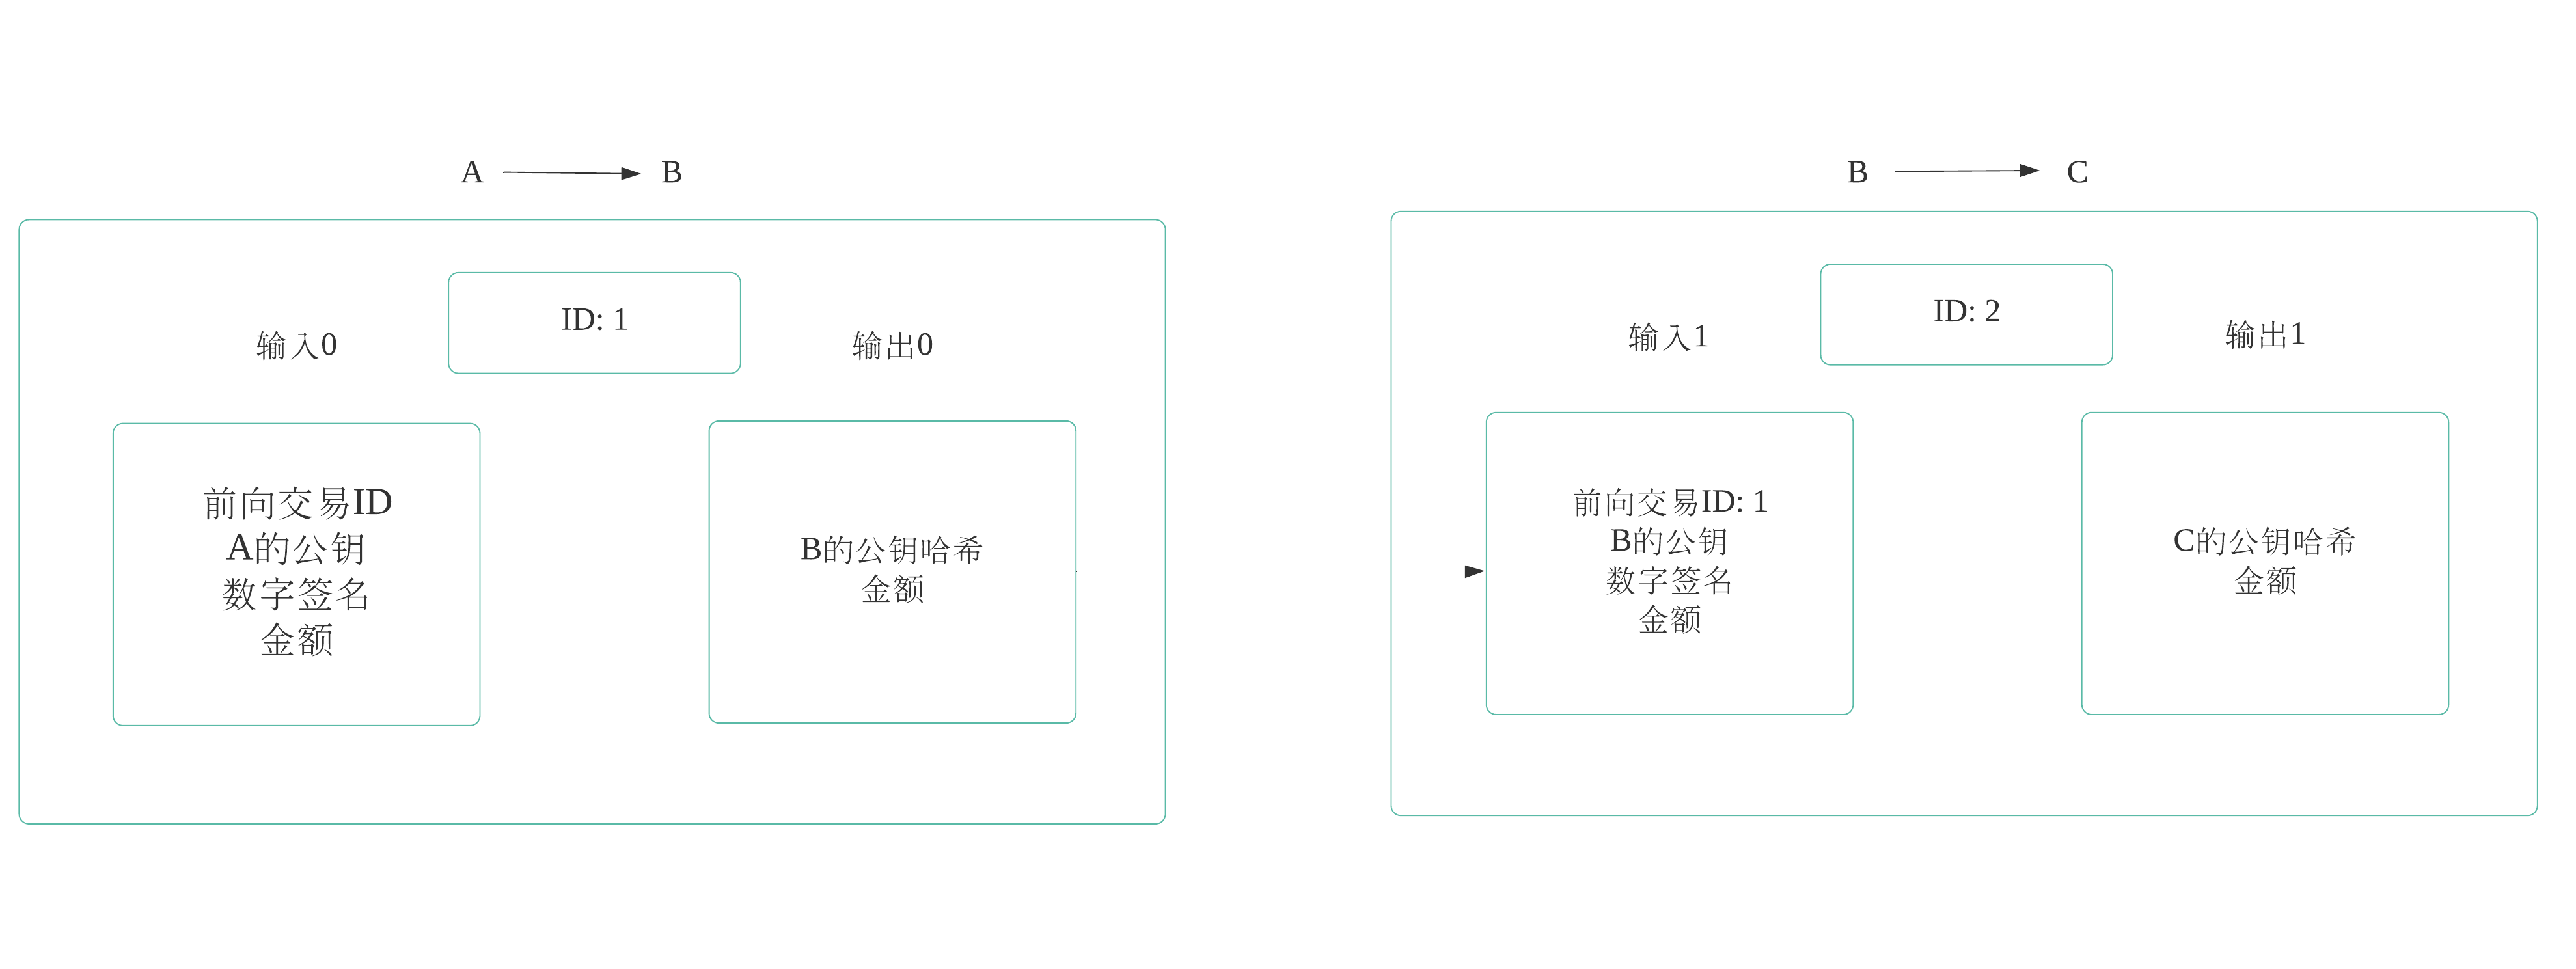 A
B
ID: 1
输入0
输出0
前向交易ID
A的公钥
数字签名
金额
B的公钥哈希
金额
B
C
ID: 2
输入1
输出1
前向交易ID: 1
B的公钥
数字签名
金额
C的公钥哈希
金额